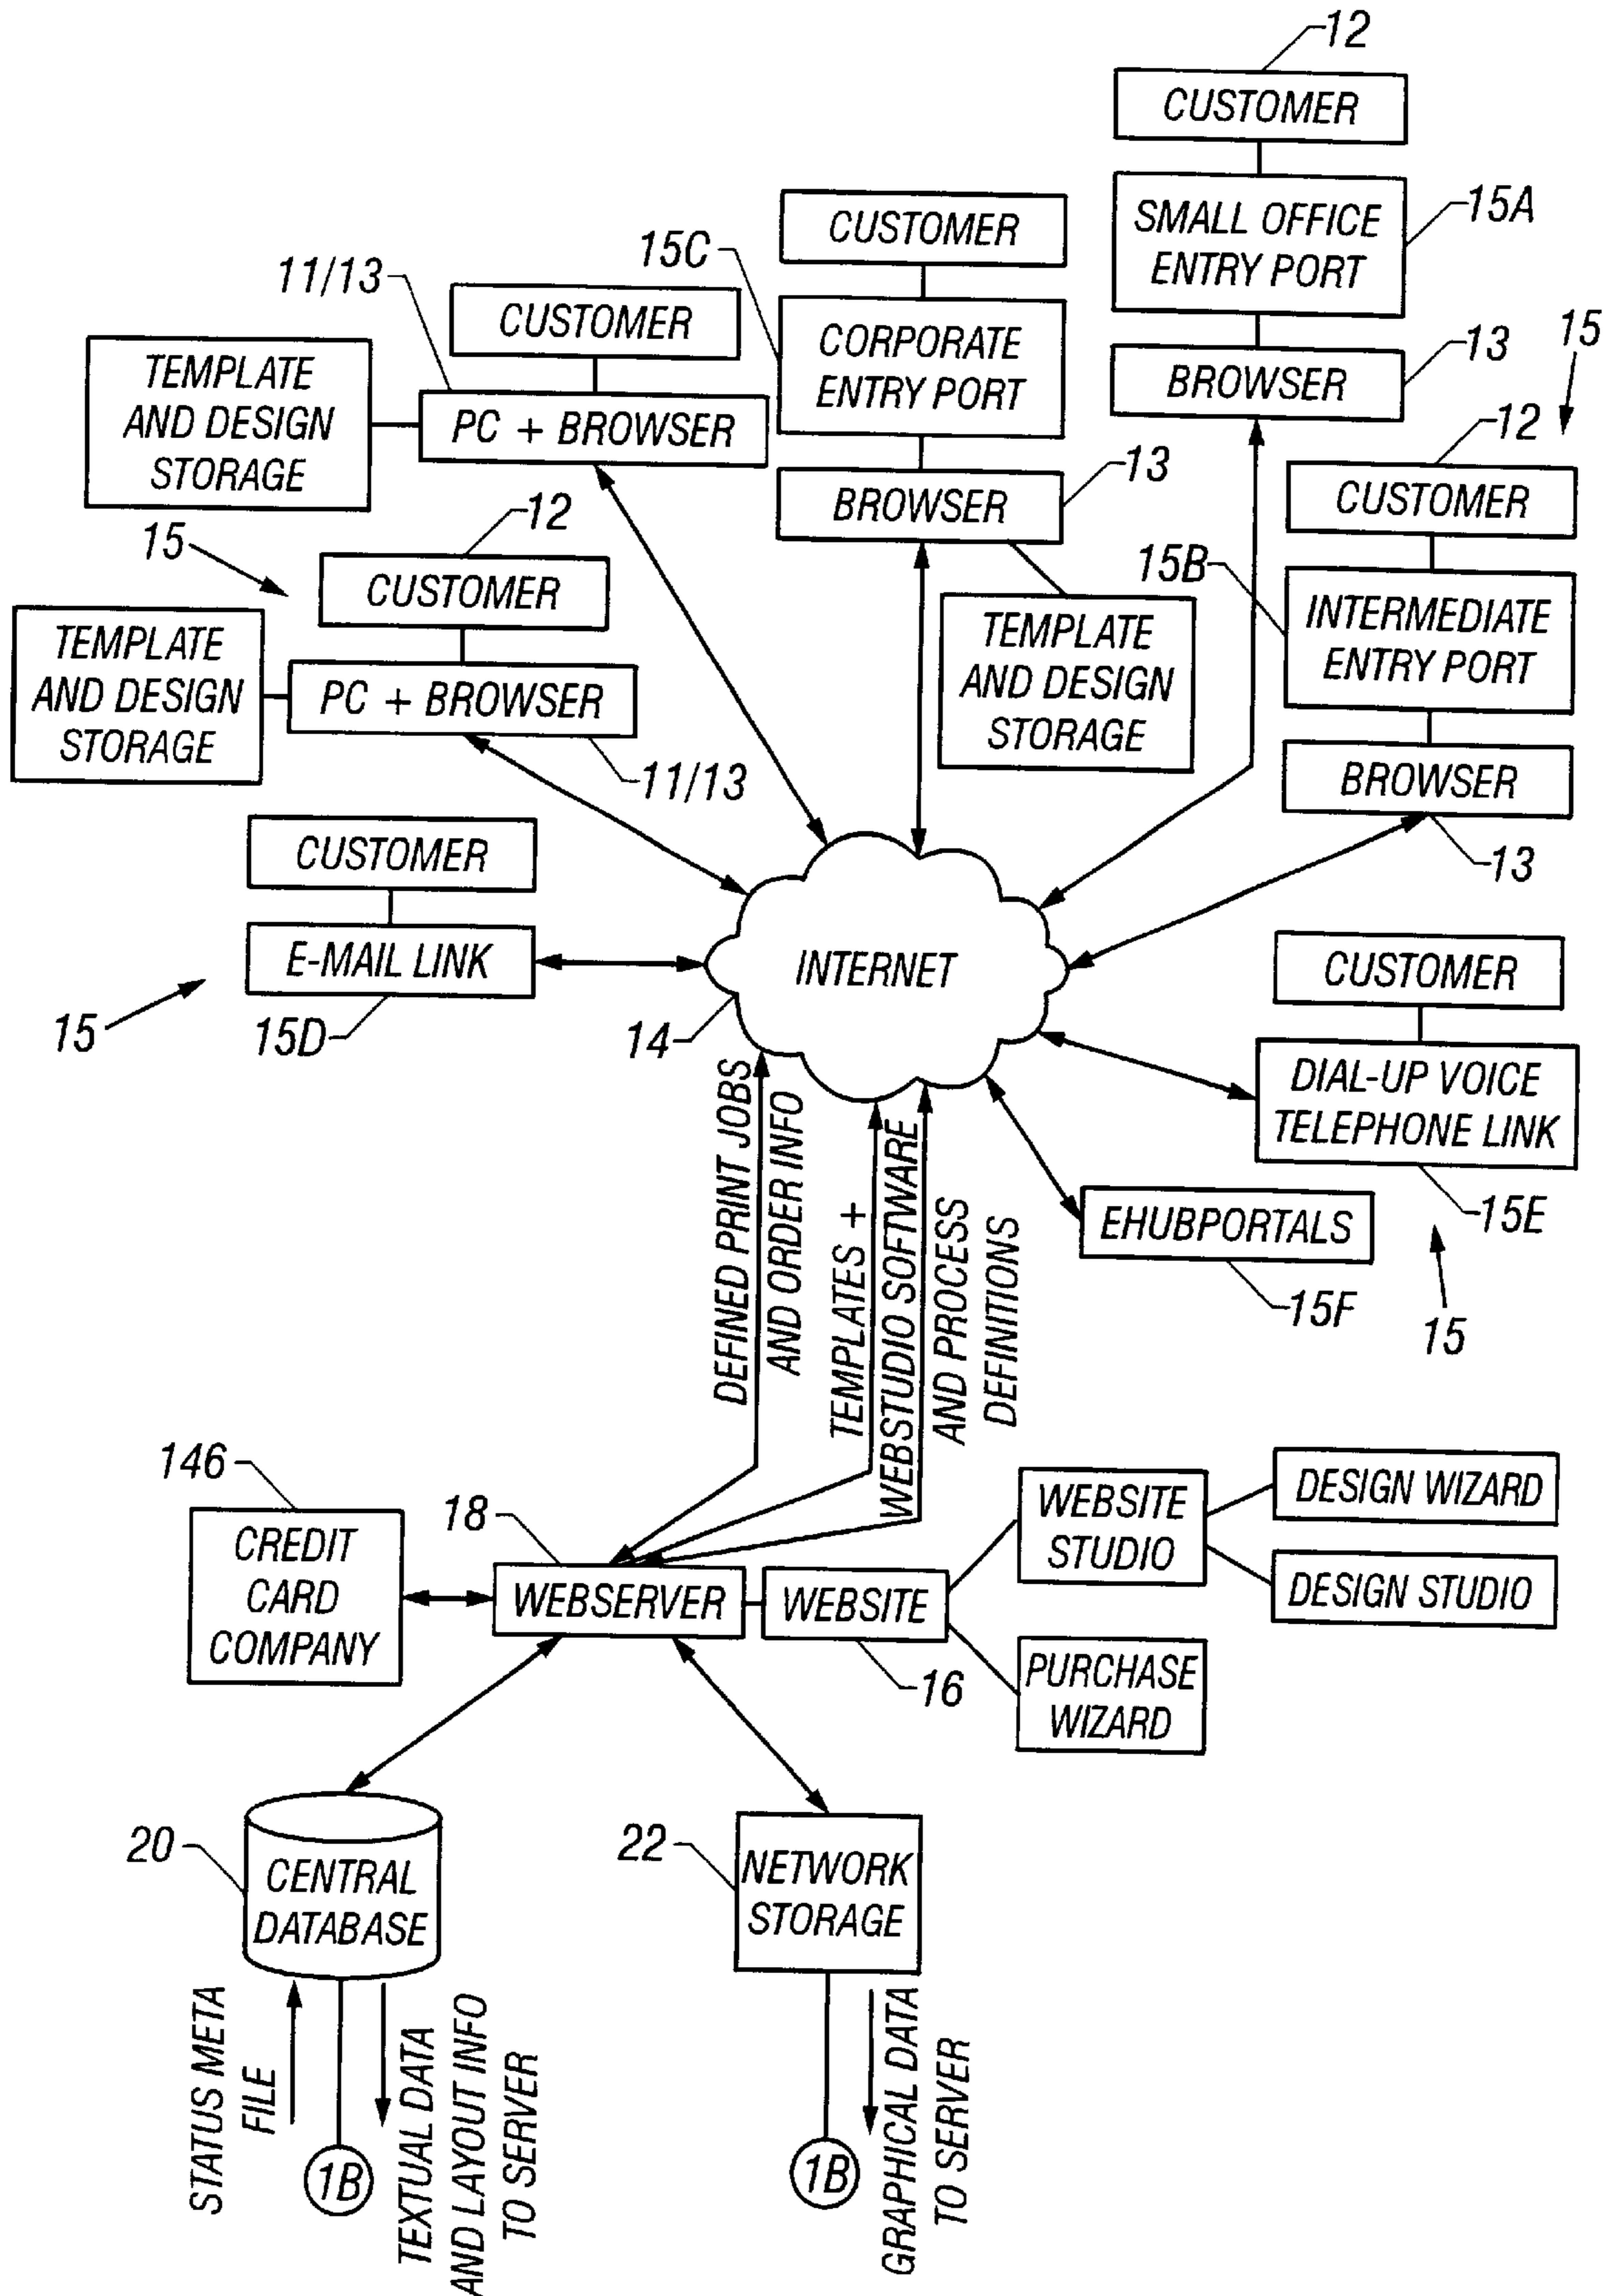 12
CUSTOMER
SMALL OFFICE
ENTRY PORT
15A
BROWSER
13
15
CUSTOMER
15C
CORPORATE
ENTRY PORT
BROWSER
13
TEMPLATE
AND DESIGN
STORAGE
11/13
CUSTOMER
PC + BROWSER
TEMPLATE
AND DESIGN
STORAGE
12
CUSTOMER
15B
INTERMEDIATE
ENTRY PORT
BROWSER
13
15
12
CUSTOMER
PC + BROWSER
11/13
TEMPLATE
AND DESIGN
STORAGE
CUSTOMER
E-MAIL LINK
15D
15
INTERNET
14
CUSTOMER
DIAL-UP VOICE
TELEPHONE LINK
15E
EHUBPORTALS
15F
15
DEFINED PRINT JOBS
AND ORDER INFO
TEMPLATES +
WEBSTUDIO SOFTWARE
AND PROCESS
DEFINITIONS
146
CREDIT
CARD
COMPANY
18
WEBSERVER
WEBSITE
16
WEBSITE
STUDIO
DESIGN WIZARD
DESIGN STUDIO
PURCHASE
WIZARD
20
CENTRAL
DATABASE
22
NETWORK
STORAGE
STATUS META
FILE
1B
TEXTUAL DATA
AND LAYOUT INFO
TO SERVER
1B
GRAPHICAL DATA
TO SERVER